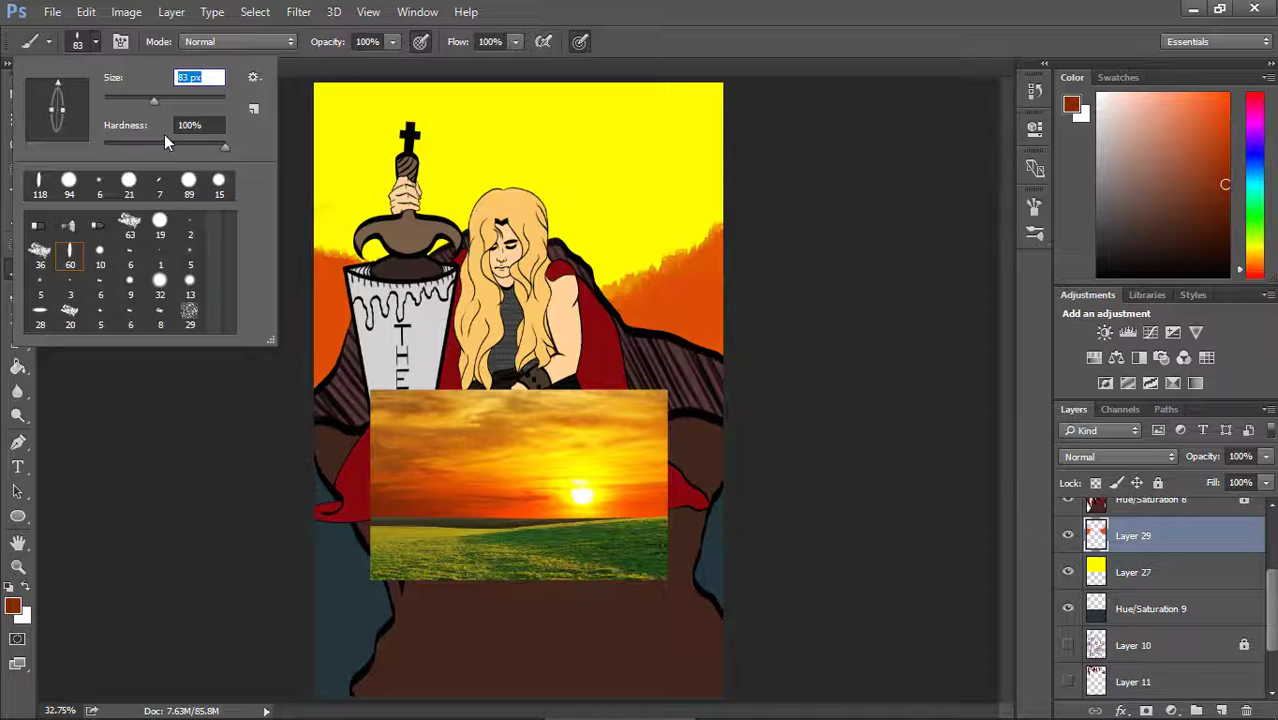 Ps File Edit Image Layer Type Select Filter 3D View Window Help
83 Mode: Normal Opacity: 100% Flow: 100% Essentials
Size: 83 px
Hardness: 100%
118 94 6 21 7 89 15
63 19 2
36 60 10 6 1 5
5 3 6 9 32 13
28 20 5 6 8 29
THE
Color Swatches
Adjustments Libraries Styles
Add an adjustment
Layers Channels Paths
Kind
Normal Opacity: 100%
Lock: Fill: 100%
Hue/Saturation 8
Layer 29
Layer 27
Hue/Saturation 9
Layer 10
Layer 11
32.75% Doc: 7.63M/85.8M